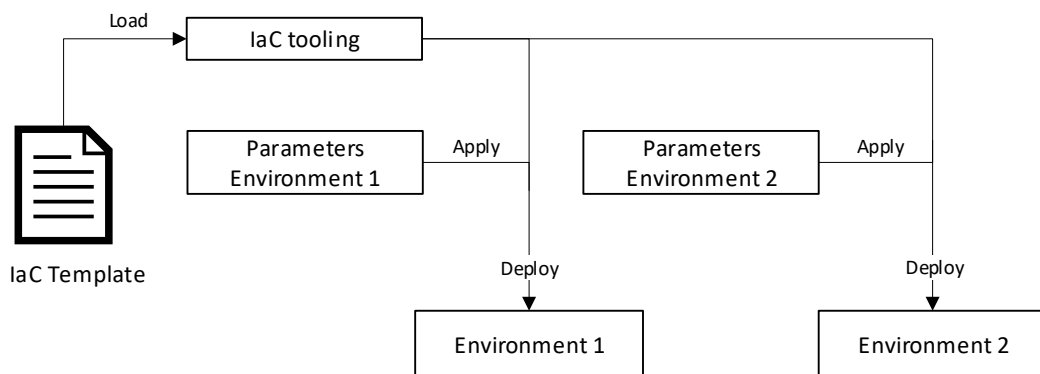 Load
IaC tooling
Parameters
Environment 1
Apply
Parameters
Environment 2
Apply
IaC Template
Deploy
Deploy
Environment 1
Environment 2